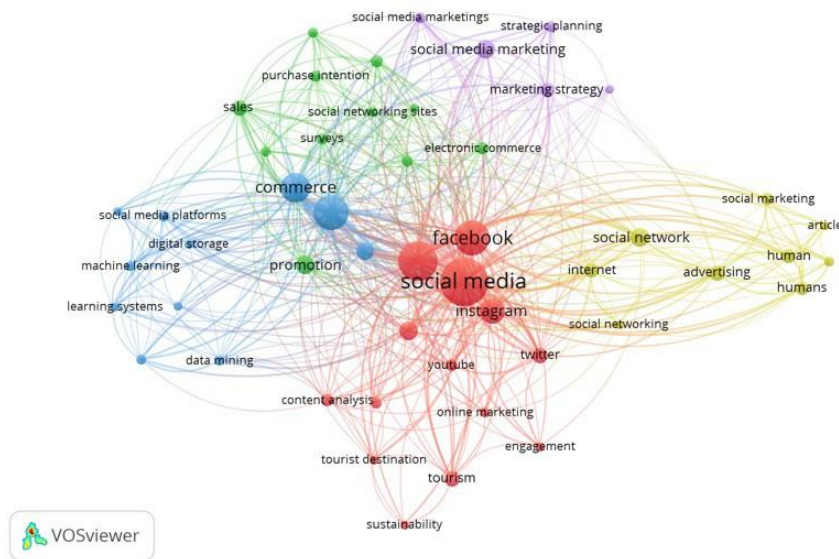 social media marketings
strategic planning
social media marketing
purchase intention
marketing strategy
sales
social networking sites
surveys
electronic commerce
commerce
social marketing
social media platforms
article
facebook
social network
digital storage
human
machine learning
promotion
internet
advertising
social media
humans
learning systems
instagram
social networking
data mining
youtube
twitter
content analysis
online marketing
engagement
tourist destination
tourism
sustainability
VOSviewer